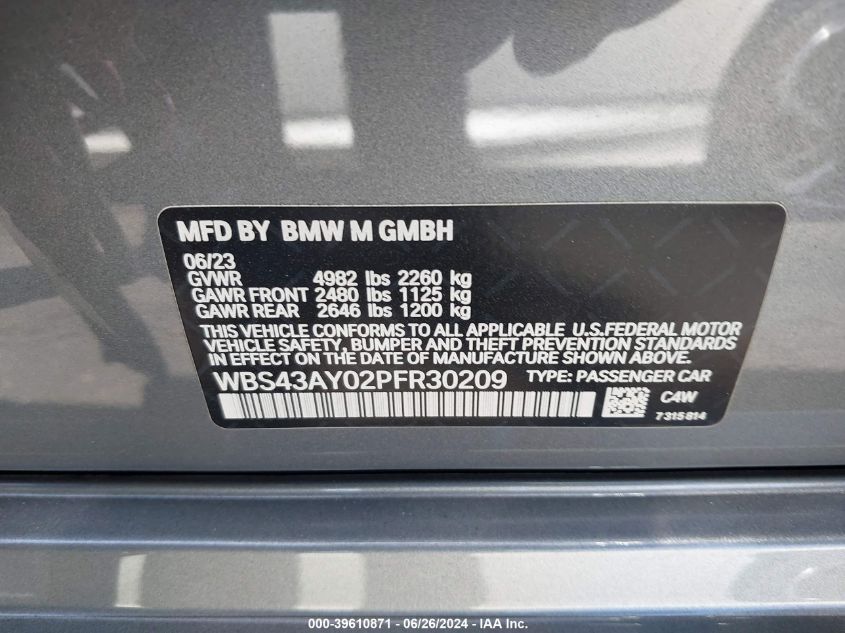 MFD BY BMW M GMBH
06/23
GVWR 4982 lbs 2260 kg
GAWR FRONT 2480 lbs 1125 kg
GAWR REAR 2646 lbs 1200 kg
THIS VEHICLE CONFORMS TO ALL APPLICABLE U.S.FEDERAL MOTOR
VEHICLE SAFETY, BUMPER AND THEFT PREVENTION STANDARDS
IN EFFECT ON THE DATE OF MANUFACTURE SHOWN ABOVE.
WBS43AY02PFR30209 TYPE: PASSENGER CAR
C4W
7315814
000-39610871 - 06/26/2024 - IAA Inc.